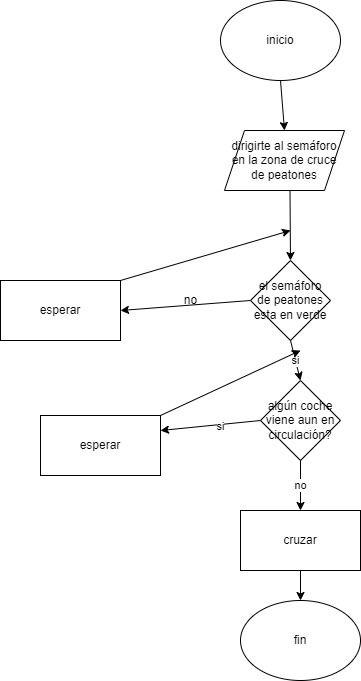 inicio
dirigirte al semáforo
en la zona de cruce
de peatones
el semáforo
de peatones
esta en verde
no
esperar
si
algún coche
viene aun en
circulación?
si
esperar
no
cruzar
fin